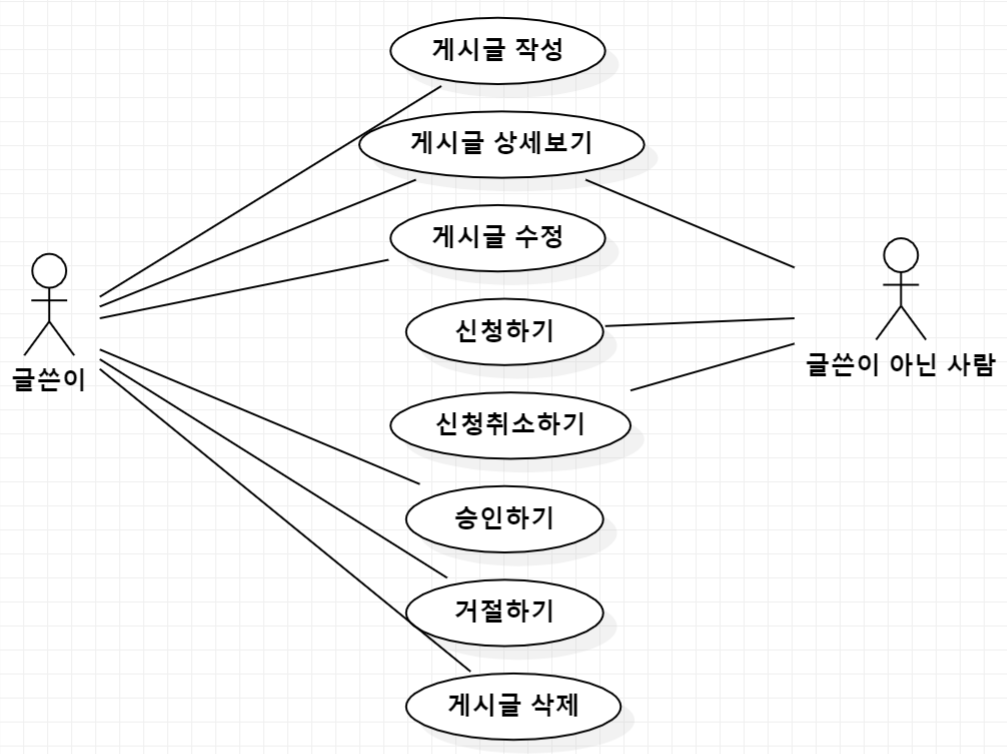 게시글 작성
게시글 상세보기
게시글 수정
신청하기
글쓴이 아닌 사람
글쓴이
신청취소하기
승인하기
거절하기
게시글 삭제